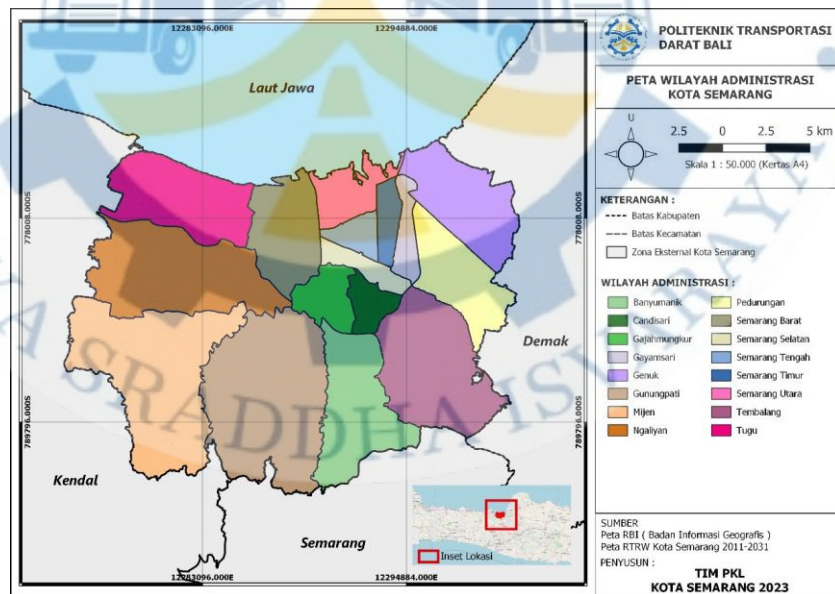 POLITEKNIK TRANSPORTASI
DARAT BALI
PETA WILAYAH ADMINISTRASI
KOTA SEMARANG
U
2.5 0 2.5 5 km
Skala 1 : 50.000 (Kertas A4)
KETERANGAN :
Batas Kabupaten
Batas Kecamatan
Zona Eksternal Kota Semarang
WILAYAH ADMINISTRASI :
Banyumanik
Candisari
Gajahmungkur
Gayamsari
Genuk
Gunungpati
Mijen
Ngaliyan
Pedurungan
Semarang Barat
Semarang Selatan
Semarang Tengah
Semarang Timur
Semarang Utara
Tembalang
Tugu
SUMBER
Peta RBI ( Badan Informasi Geografis )
Peta RTRW Kota Semarang 2011-2031
PENYUSUN :
TIM PKL
KOTA SEMARANG 2023
12283096.000E 12294884.000E
Laut Jawa
778008.000S 778008.000S
Demak
789796.000S 789796.000S
Kendal
Semarang
Inset Lokasi
12283096.000E 12294884.000E
YA SRADDHA ISWARAYA